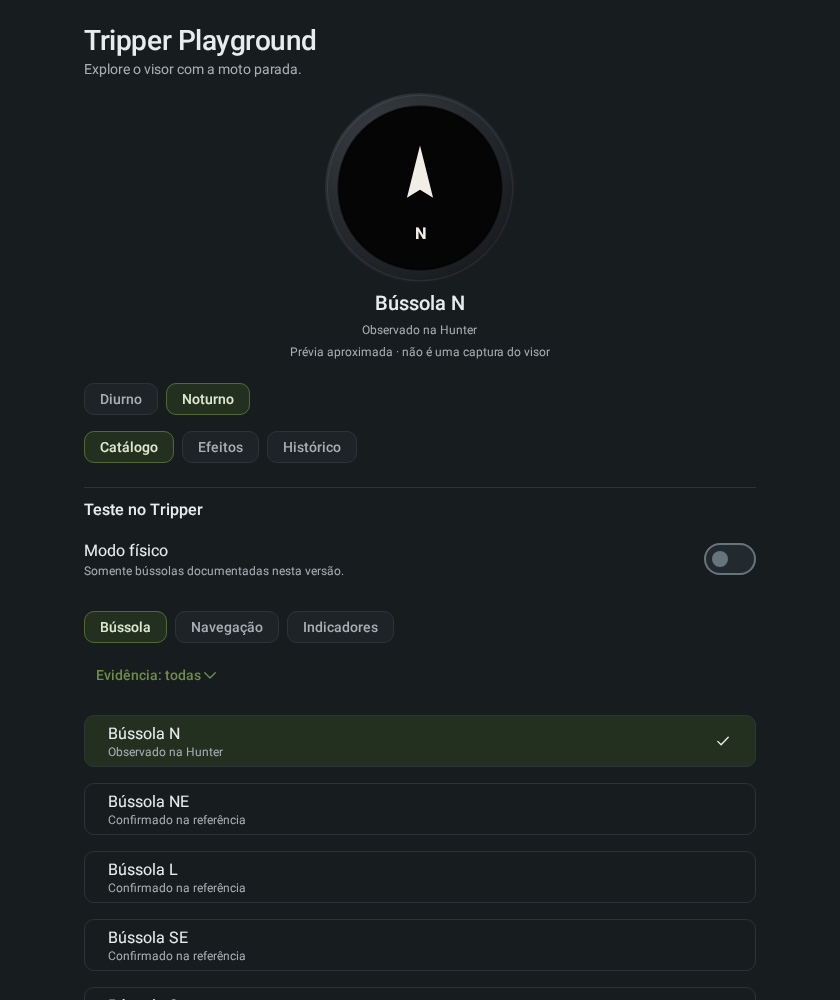 Tripper Playground
Explore o visor com a moto parada.
N
Bússola N
Observado na Hunter
Prévia aproximada · não é uma captura do visor
Diurno Noturno
Catálogo Efeitos Histórico
Teste no Tripper
Modo físico
Somente bússolas documentadas nesta versão.
Bússola Navegação Indicadores
Evidência: todas
Bússola N
Observado na Hunter
Bússola NE
Confirmado na referência
Bússola L
Confirmado na referência
Bússola SE
Confirmado na referência